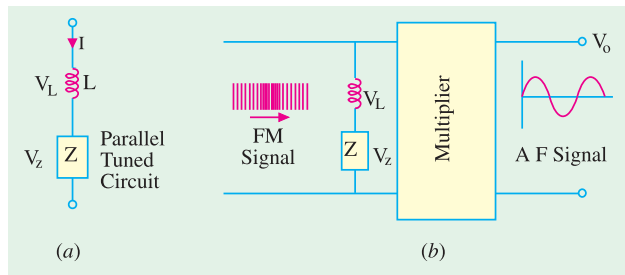 I
V_L L
V_z Z
Parallel
Tuned
Circuit
(a)
FM
Signal
V_L
Z V_z
Multiplier
V_o
A F Signal
(b)